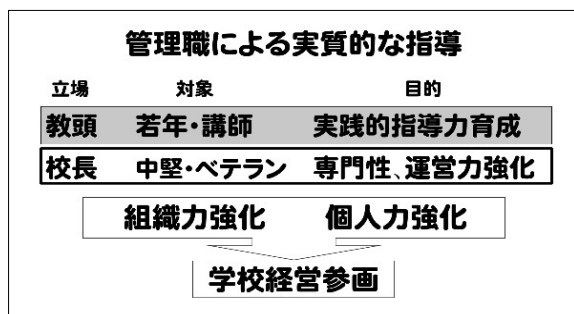 管理職による実質的な指導
立場 対象 目的
教頭 若年・講師 実践的指導力育成
校長 中堅・ベテラン 専門性、運営力強化
組織力強化 個人力強化
学校経営参画